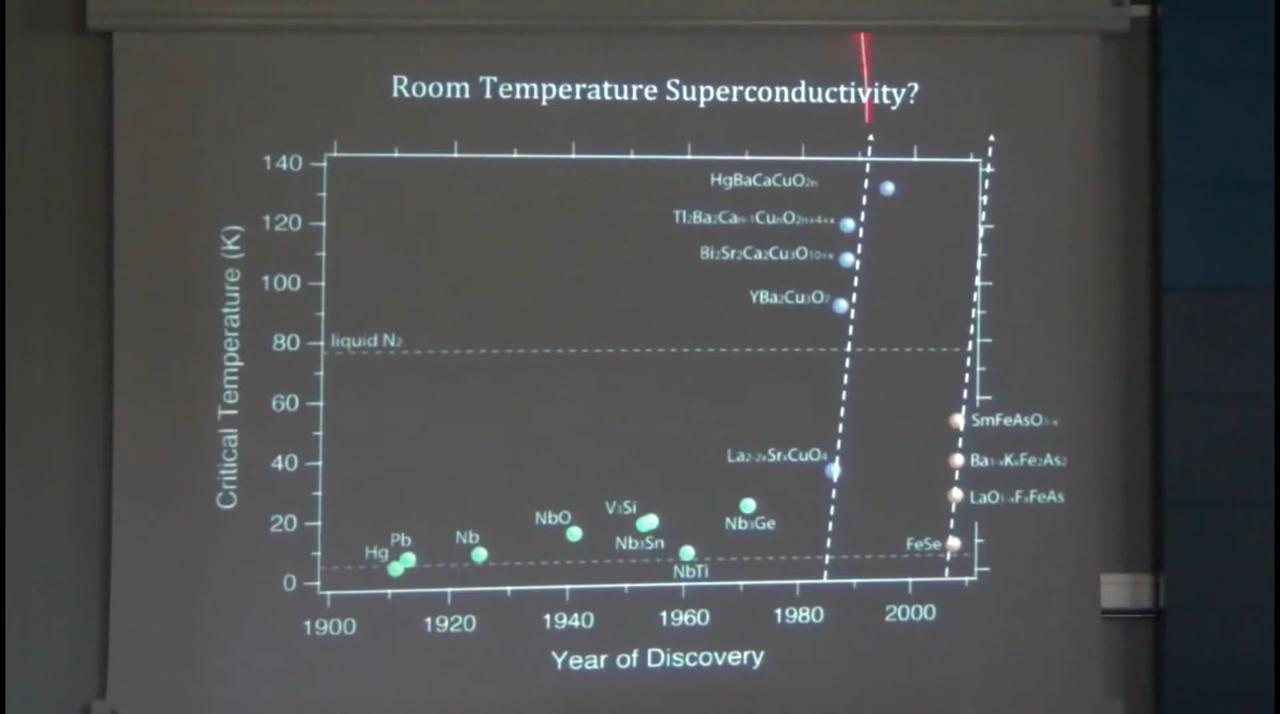 Room Temperature Superconductivity?
140
120
100
80
60
40
20
0
Critical Temperature (K)
HgBaCaCuO₂ₙ
Tl₂Ba₂Caₙ₋₁CuₙO₂ₙ₊₄₊ₓ
Bi₂Sr₂Ca₂Cu₃O₁₀₊ₓ
YBa₂Cu₃O₇
liquid N₂
SmFeAsO₁₋ₓ
La₂₋ₓSrₓCuO₄
Ba₁₋ₓKₓFe₂As₂
LaO₁₋ₓFₓFeAs
V₃Si
NbO
Nb₃Ge
Nb₃Sn
Nb
Pb
Hg
FeSe
NbTi
1900
1920
1940
1960
1980
2000
Year of Discovery